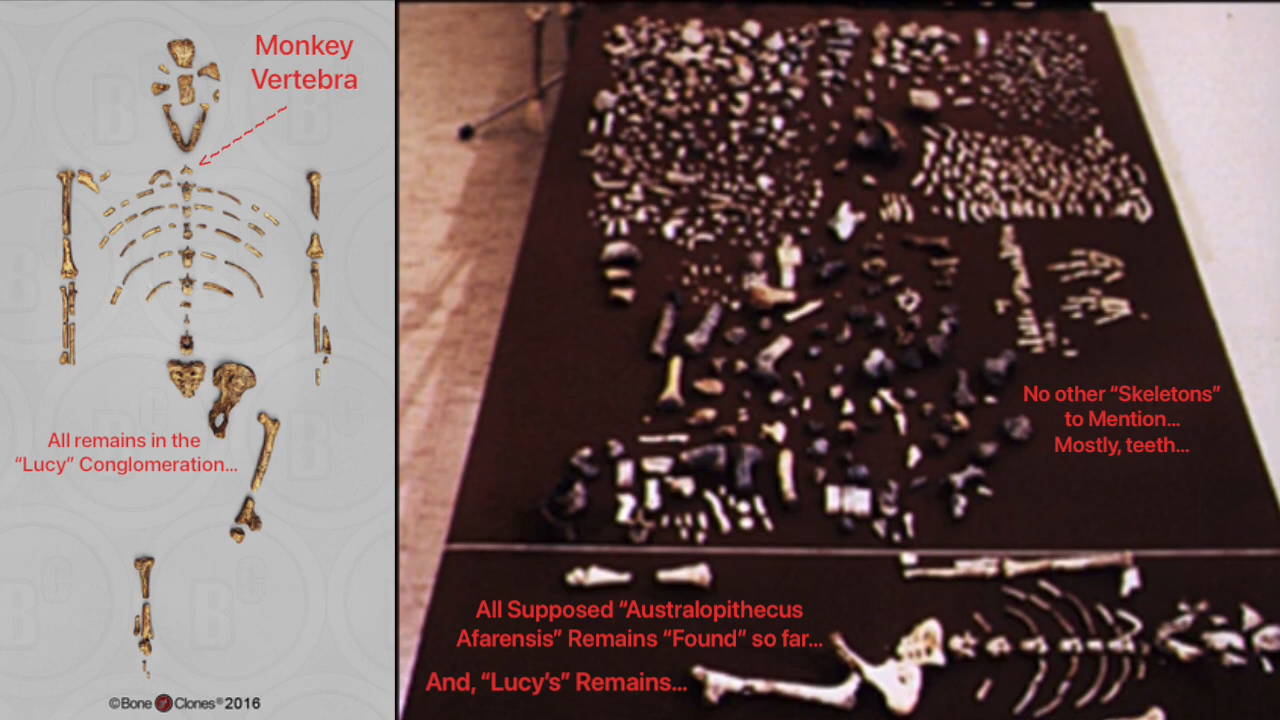 Monkey
Vertebra
All remains in the
“Lucy” Conglomeration...
©Bone Clones® 2016
No other “Skeletons”
to Mention...
Mostly, teeth...
All Supposed “Australopithecus
Afarensis” Remains “Found” so far...
And, “Lucy’s” Remains...